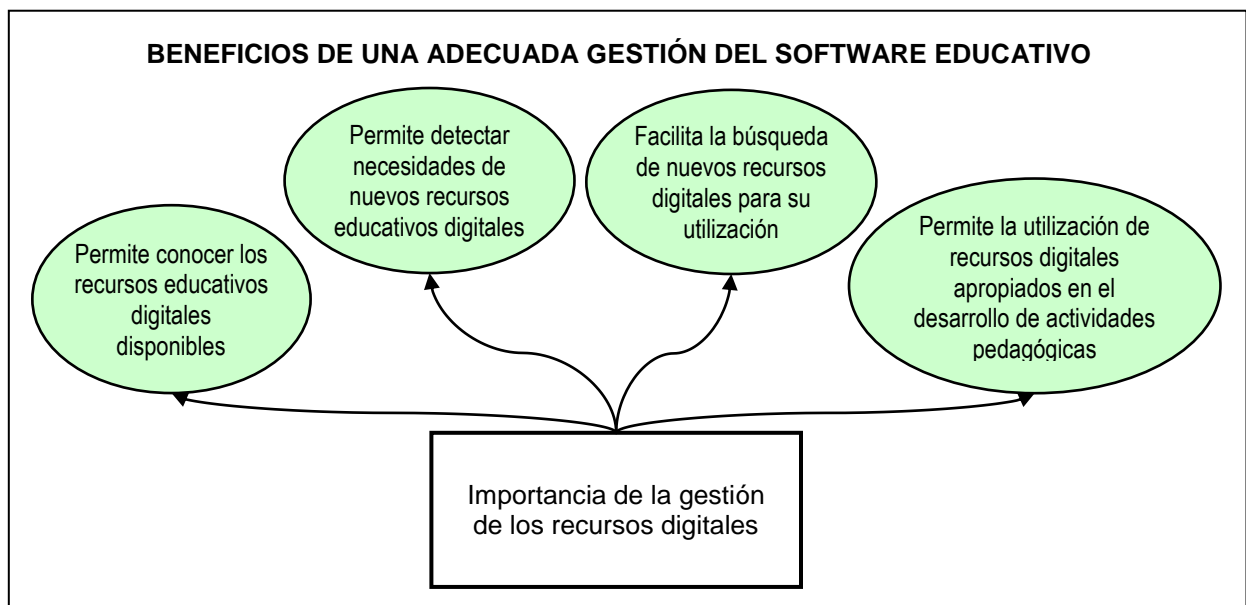 BENEFICIOS DE UNA ADECUADA GESTIÓN DEL SOFTWARE EDUCATIVO
Permite conocer los
recursos educativos
digitales
disponibles
Permite detectar
necesidades de
nuevos recursos
educativos digitales
Facilita la búsqueda
de nuevos recursos
digitales para su
utilización
Permite la utilización de
recursos digitales
apropiados en el
desarrollo de actividades
pedagógicas
Importancia de la gestión
de los recursos digitales